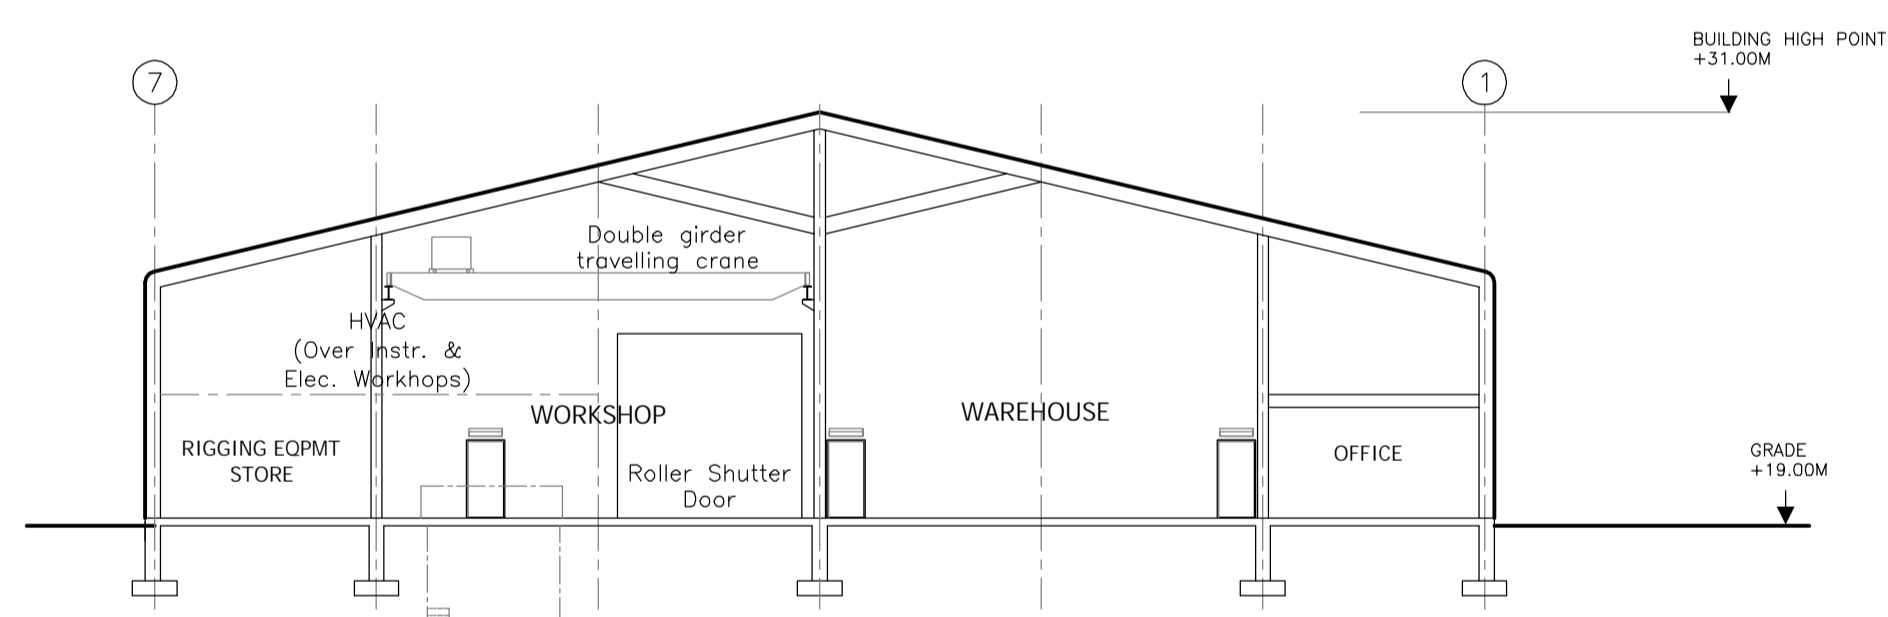 BUILDING HIGH POINT
+31.00M
7
1
Double girder
travelling crane
HVAC
(Over Instr. &
Elec. Workhops)
WORKSHOP
WAREHOUSE
RIGGING EQPMT
STORE
Roller Shutter
Door
OFFICE
GRADE
+19.00M